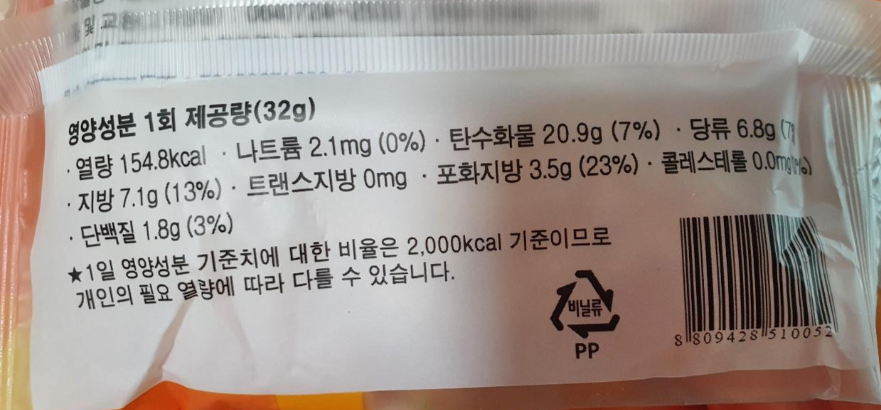 및 교환
영양성분 1회 제공량(32g)
· 열량 154.8kcal · 나트륨 2.1mg (0%) · 탄수화물 20.9g (7%) · 당류 6.8g (7
· 지방 7.1g (13%) · 트랜스지방 0mg · 포화지방 3.5g (23%) · 콜레스테롤 0.0mg
· 단백질 1.8g (3%)
★1일 영양성분 기준치에 대한 비율은 2,000kcal 기준이므로
개인의 필요 열량에 따라 다를 수 있습니다.
비닐류
PP
8 809428 510052